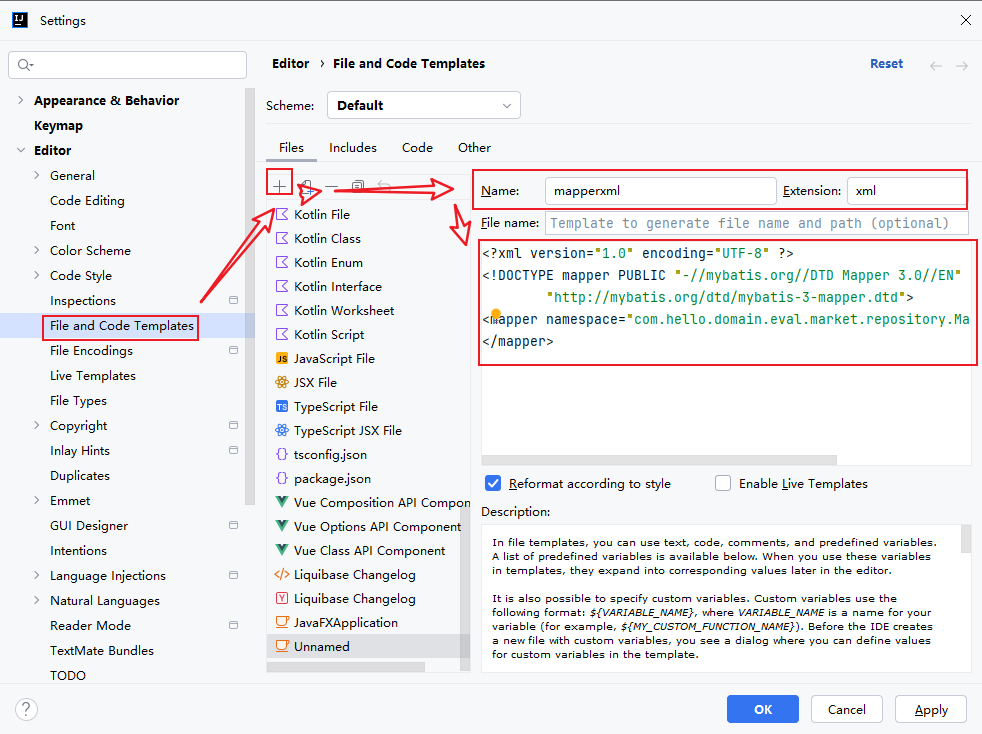 Settings
Editor › File and Code Templates
Reset
Appearance & Behavior
Keymap
Editor
General
Code Editing
Font
Color Scheme
Code Style
Inspections
File and Code Templates
File Encodings
Live Templates
File Types
Copyright
Inlay Hints
Duplicates
Emmet
GUI Designer
Intentions
Language Injections
Natural Languages
Reader Mode
TextMate Bundles
TODO
Scheme: Default
Files Includes Code Other
Kotlin File
Kotlin Class
Kotlin Enum
Kotlin Interface
Kotlin Worksheet
Kotlin Script
JavaScript File
JSX File
TypeScript File
TypeScript JSX File
tsconfig.json
package.json
Vue Composition API Compon
Vue Options API Component
Vue Class API Component
Liquibase Changelog
Liquibase Changelog
JavaFXApplication
Unnamed
Name: mapperxml Extension: xml
File name: Template to generate file name and path (optional)
<?xml version="1.0" encoding="UTF-8" ?>
<!DOCTYPE mapper PUBLIC "-//mybatis.org//DTD Mapper 3.0//EN"
"http://mybatis.org/dtd/mybatis-3-mapper.dtd">
<mapper namespace="com.hello.domain.eval.market.repository.Ma
</mapper>
Reformat according to style Enable Live Templates
Description:
In file templates, you can use text, code, comments, and predefined variables.
A list of predefined variables is available below. When you use these variables
in templates, they expand into corresponding values later in the editor.
It is also possible to specify custom variables. Custom variables use the
following format: ${VARIABLE_NAME}, where VARIABLE_NAME is a name for your
variable (for example, ${MY_CUSTOM_FUNCTION_NAME}). Before the IDE creates
a new file with custom variables, you see a dialog where you can define values
for custom variables in the template.
? OK Cancel Apply